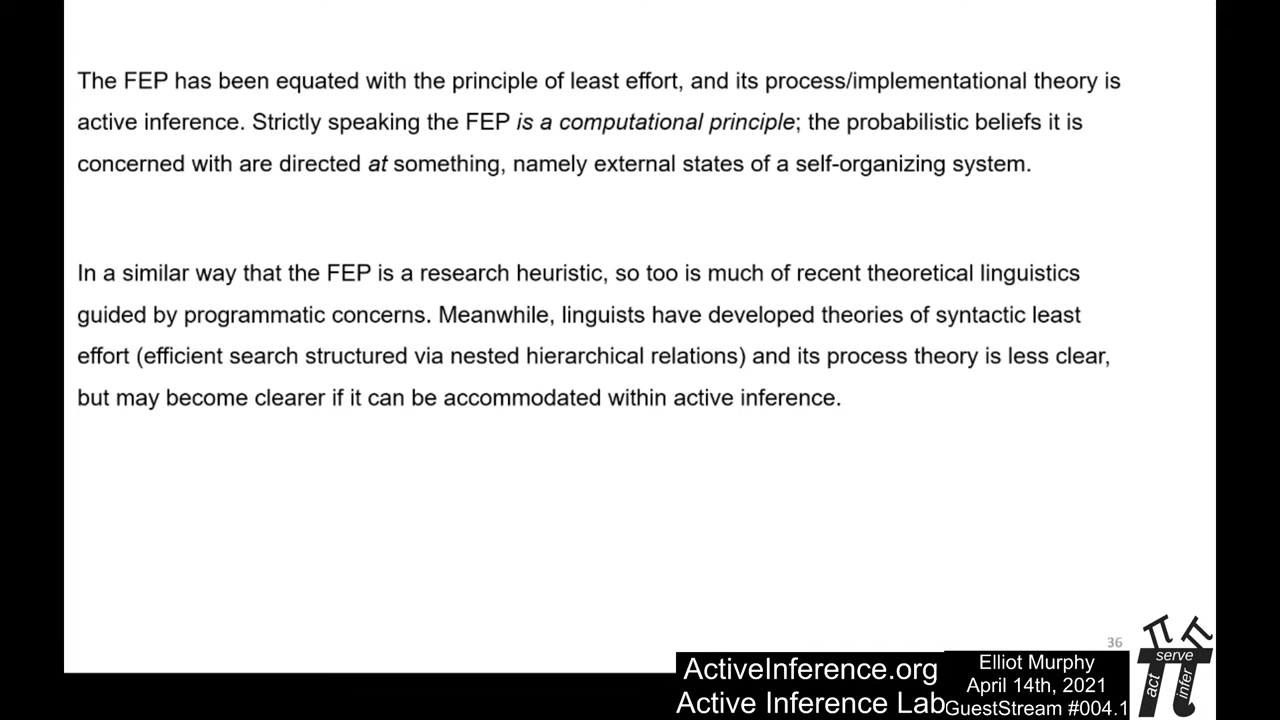 The FEP has been equated with the principle of least effort, and its process/implementational theory is
active inference. Strictly speaking the FEP is a computational principle; the probabilistic beliefs it is
concerned with are directed at something, namely external states of a self-organizing system.
In a similar way that the FEP is a research heuristic, so too is much of recent theoretical linguistics
guided by programmatic concerns. Meanwhile, linguists have developed theories of syntactic least
effort (efficient search structured via nested hierarchical relations) and its process theory is less clear,
but may become clearer if it can be accommodated within active inference.
36
ActiveInference.org
Active Inference Lab
Elliot Murphy
April 14th, 2021
GuestStream #004.1
serve
act
infer